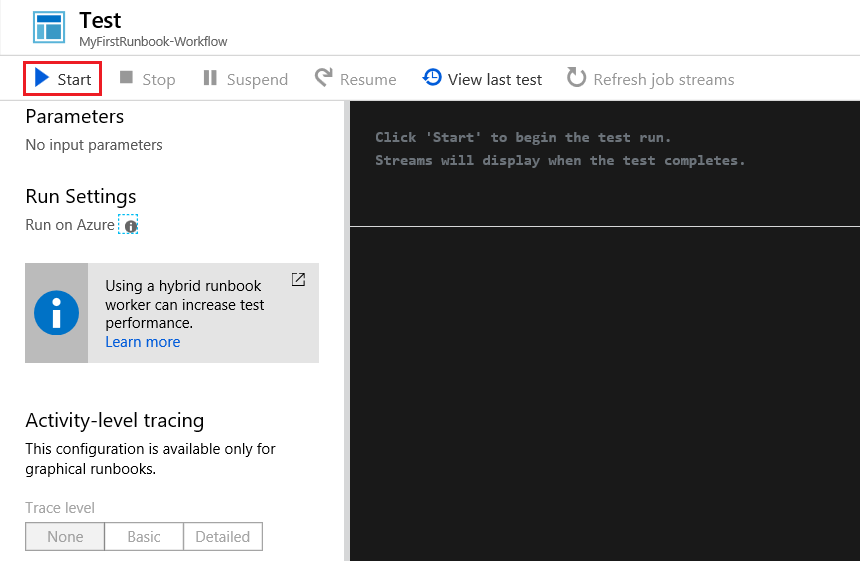 Test
MyFirstRunbook-Workflow
Start
Stop
Suspend
Resume
View last test
Refresh job streams
Parameters
No input parameters
Run Settings
Run on Azure
Using a hybrid runbook
worker can increase test
performance.
Learn more
Activity-level tracing
This configuration is available only for
graphical runbooks.
Trace level
None
Basic
Detailed
Click 'Start' to begin the test run.
Streams will display when the test completes.